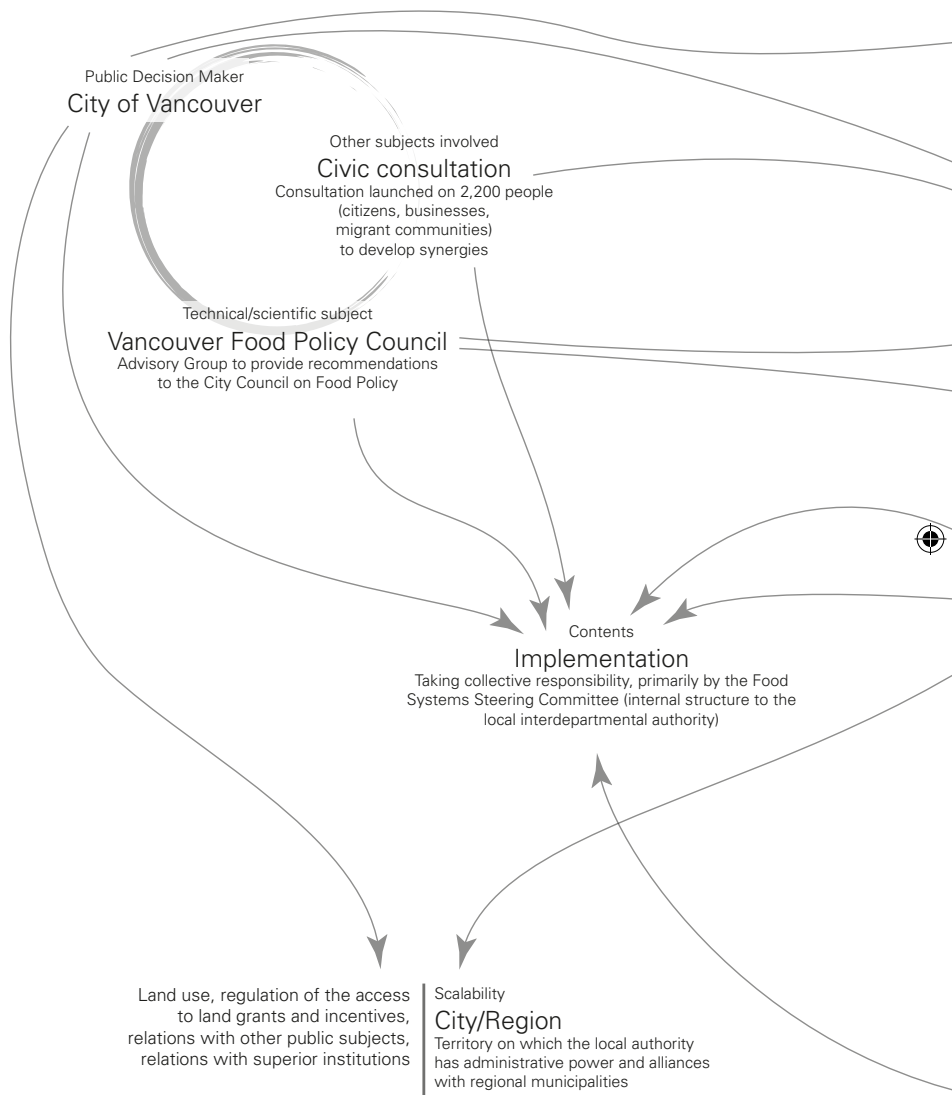 Public Decision Maker
City of Vancouver
Other subjects involved
Civic consultation
Consultation launched on 2,200 people
(citizens, businesses,
migrant communities)
to develop synergies
Technical/scientific subject
Vancouver Food Policy Council
Advisory Group to provide recommendations
to the City Council on Food Policy
Contents
Implementation
Taking collective responsibility, primarily by the Food
Systems Steering Committee (internal structure to the
local interdepartmental authority)
Land use, regulation of the access
to land grants and incentives,
relations with other public subjects,
relations with superior institutions
Scalability
City/Region
Territory on which the local authority
has administrative power and alliances
with regional municipalities